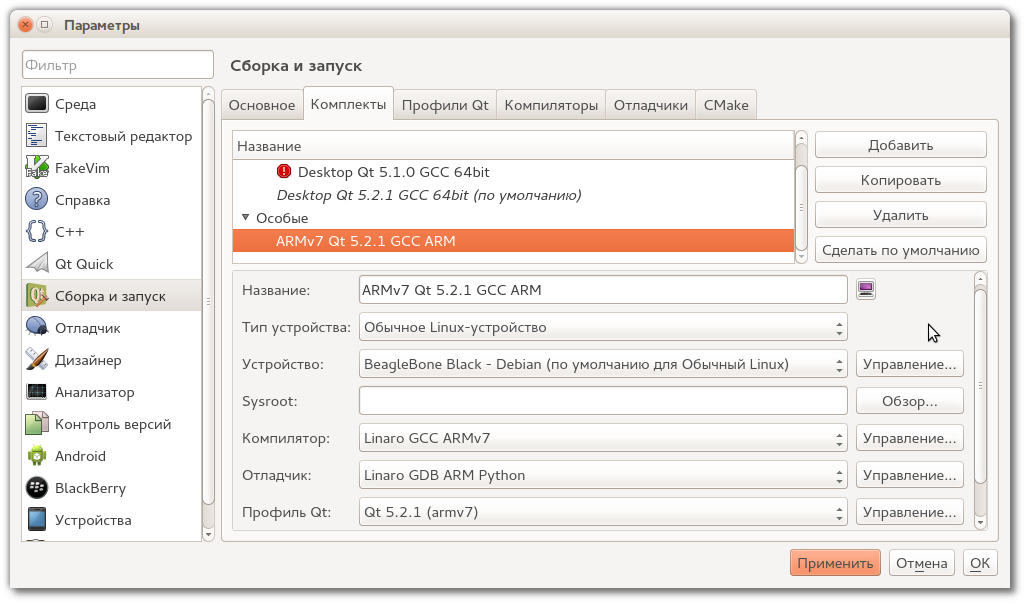 Параметры
Фильтр
Среда
Текстовый редактор
FakeVim
Справка
C++
Qt Quick
Сборка и запуск
Отладчик
Дизайнер
Анализатор
Контроль версий
Android
BlackBerry
Устройства
Сборка и запуск
Основное Комплекты Профили Qt Компиляторы Отладчики CMake
Название
Desktop Qt 5.1.0 GCC 64bit
Desktop Qt 5.2.1 GCC 64bit (по умолчанию)
Особые
ARMv7 Qt 5.2.1 GCC ARM
Добавить
Копировать
Удалить
Сделать по умолчанию
Название: ARMv7 Qt 5.2.1 GCC ARM
Тип устройства: Обычное Linux-устройство
Устройство: BeagleBone Black - Debian (по умолчанию для Обычный Linux) Управление...
Sysroot: Обзор...
Компилятор: Linaro GCC ARMv7 Управление...
Отладчик: Linaro GDB ARM Python Управление...
Профиль Qt: Qt 5.2.1 (armv7) Управление...
Применить Отмена OK